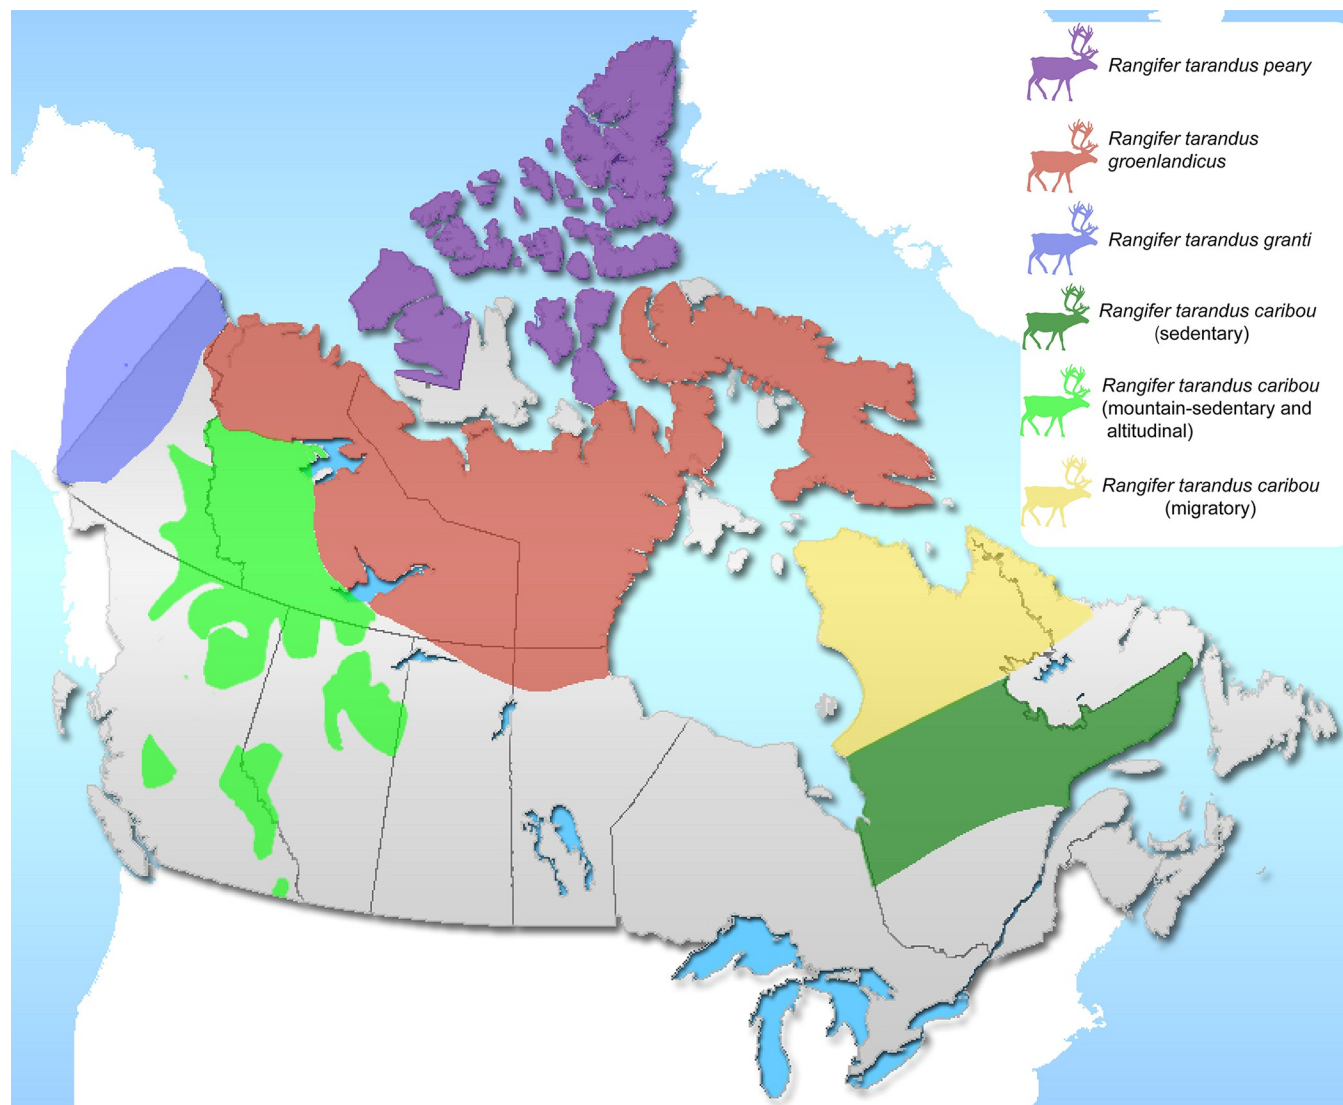 Rangifer tarandus peary
Rangifer tarandus
groenlandicus
Rangifer tarandus granti
Rangifer tarandus caribou
(sedentary)
Rangifer tarandus caribou
(mountain-sedentary and
altitudinal)
Rangifer tarandus caribou
(migratory)